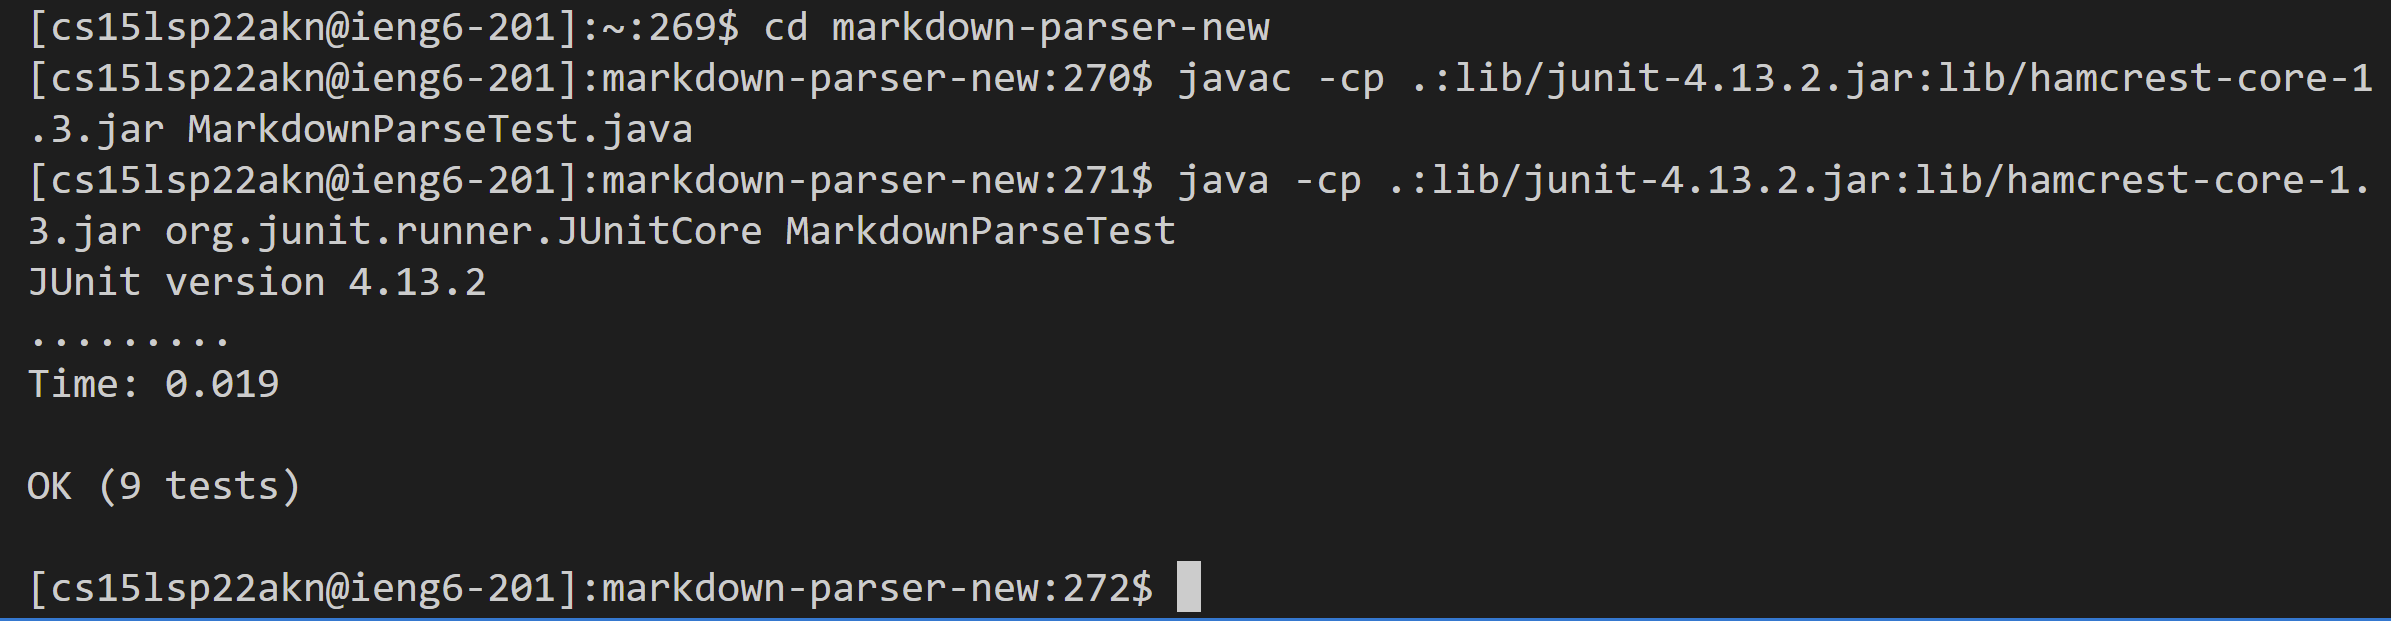 [cs15lsp22akn@ieng6-201]:~:269$ cd markdown-parser-new
[cs15lsp22akn@ieng6-201]:markdown-parser-new:270$ javac -cp .:lib/junit-4.13.2.jar:lib/hamcrest-core-1
.3.jar MarkdownParseTest.java
[cs15lsp22akn@ieng6-201]:markdown-parser-new:271$ java -cp .:lib/junit-4.13.2.jar:lib/hamcrest-core-1.
3.jar org.junit.runner.JUnitCore MarkdownParseTest
JUnit version 4.13.2
.........
Time: 0.019
OK (9 tests)
[cs15lsp22akn@ieng6-201]:markdown-parser-new:272$